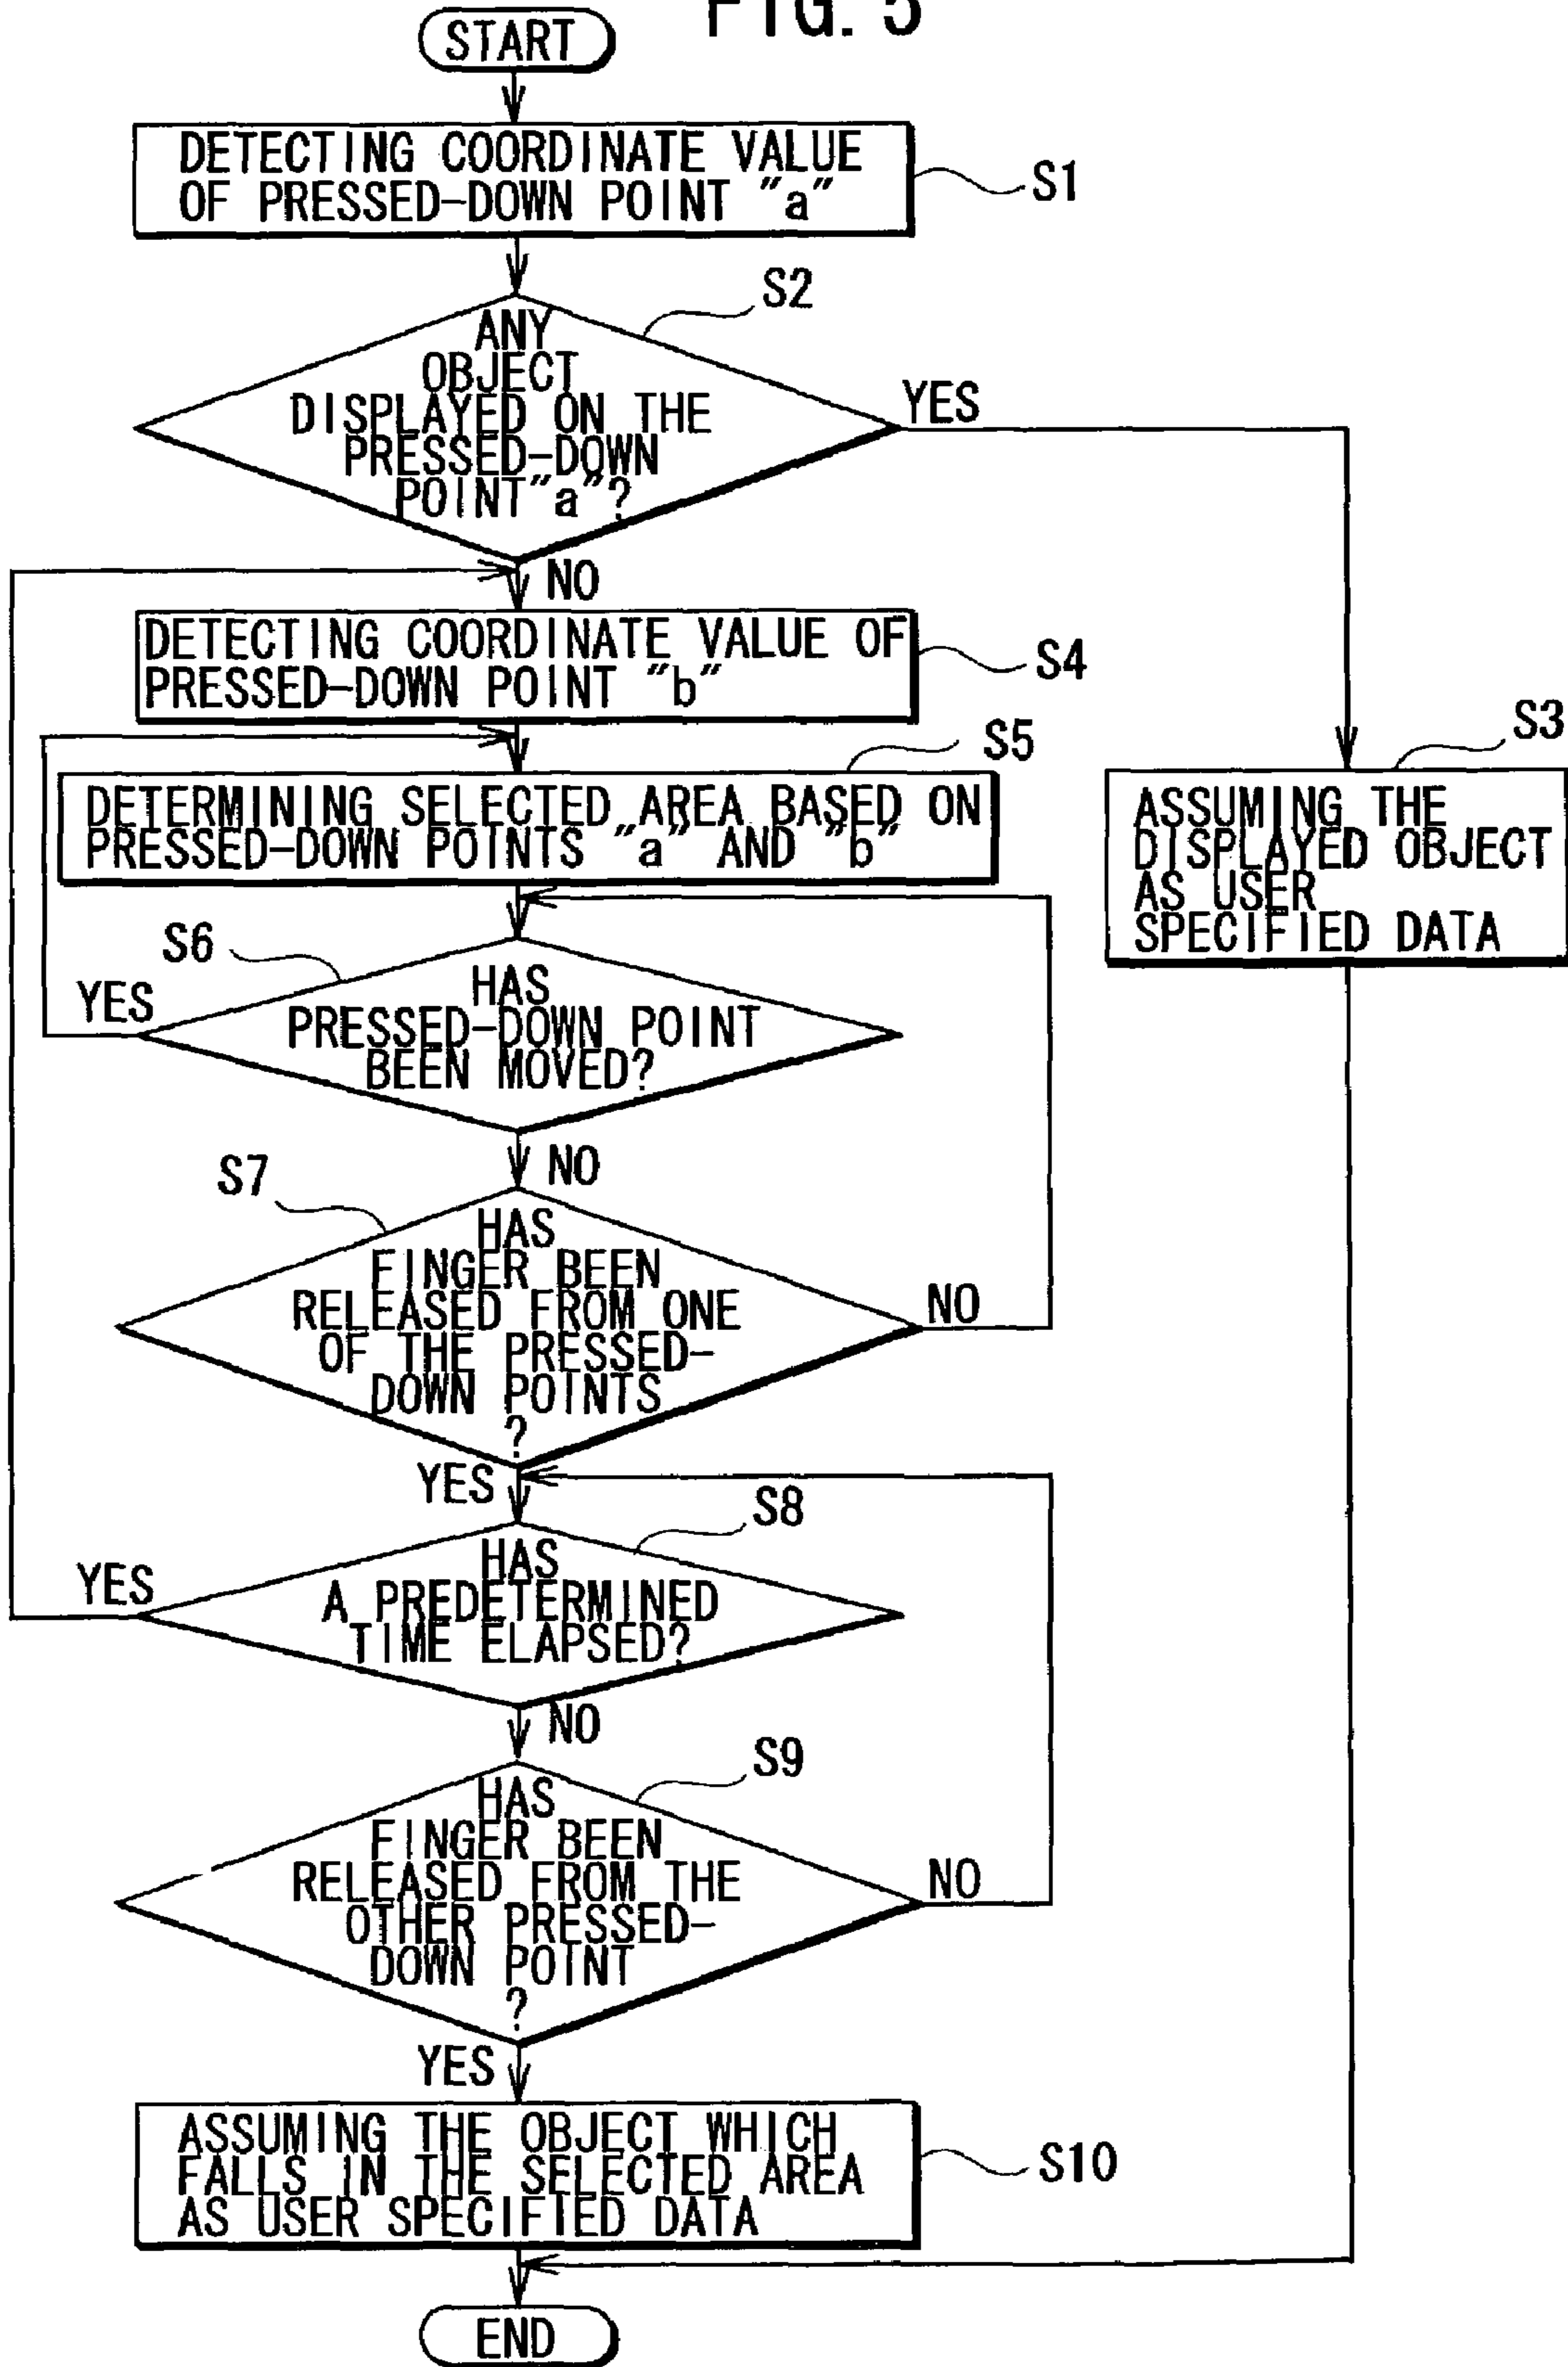 FIG. 5
START
DETECTING COORDINATE VALUE
OF PRESSED-DOWN POINT "a"
S1
S2
ANY
OBJECT
DISPLAYED ON THE
PRESSED-DOWN
POINT"a"?
YES
NO
DETECTING COORDINATE VALUE OF
PRESSED-DOWN POINT "b"
S4
S3
ASSUMING THE
DISPLAYED OBJECT
AS USER
SPECIFIED DATA
S5
DETERMINING SELECTED AREA BASED ON
PRESSED-DOWN POINTS "a" AND "b"
S6
YES
HAS
PRESSED-DOWN POINT
BEEN MOVED?
NO
S7
HAS
FINGER BEEN
RELEASED FROM ONE
OF THE PRESSED-
DOWN POINTS
?
NO
YES
S8
YES
HAS
A PREDETERMINED
TIME ELAPSED?
NO
S9
HAS
FINGER BEEN
RELEASED FROM THE
OTHER PRESSED-
DOWN POINT
?
NO
YES
ASSUMING THE OBJECT WHICH
FALLS IN THE SELECTED AREA
AS USER SPECIFIED DATA
S10
END